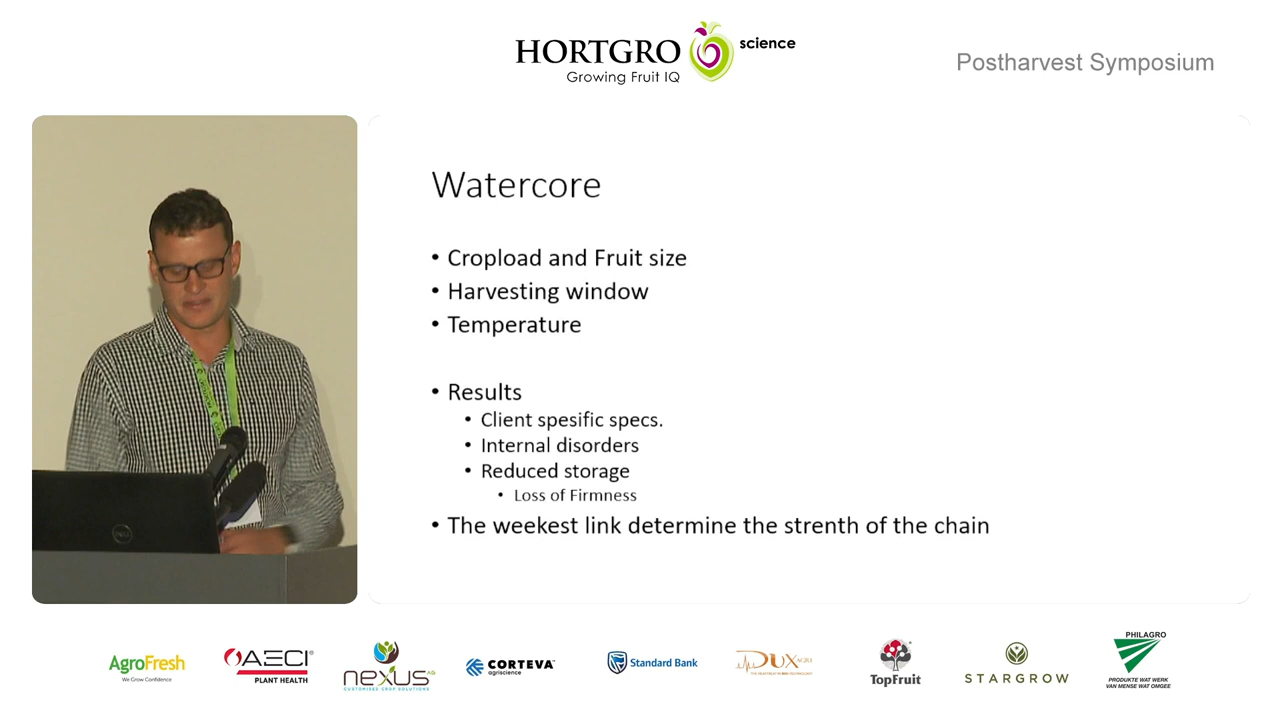 HORTGRO science
Growing Fruit IQ
Postharvest Symposium
Watercore
• Cropload and Fruit size
• Harvesting window
• Temperature
• Results
• Client spesific specs.
• Internal disorders
• Reduced storage
• Loss of Firmness
• The weekest link determine the strenth of the chain
DELL
AgroFresh
We Grow Confidence
AECI
PLANT HEALTH
nexus AG
CUSTOMISED CROP SOLUTIONS
CORTEVA
agriscience
Standard Bank
DUX AGRI
TopFruit
STARGROW
PHILAGRO
PRODUKTE WAT WERK
VAN MENSE WAT OMGEE